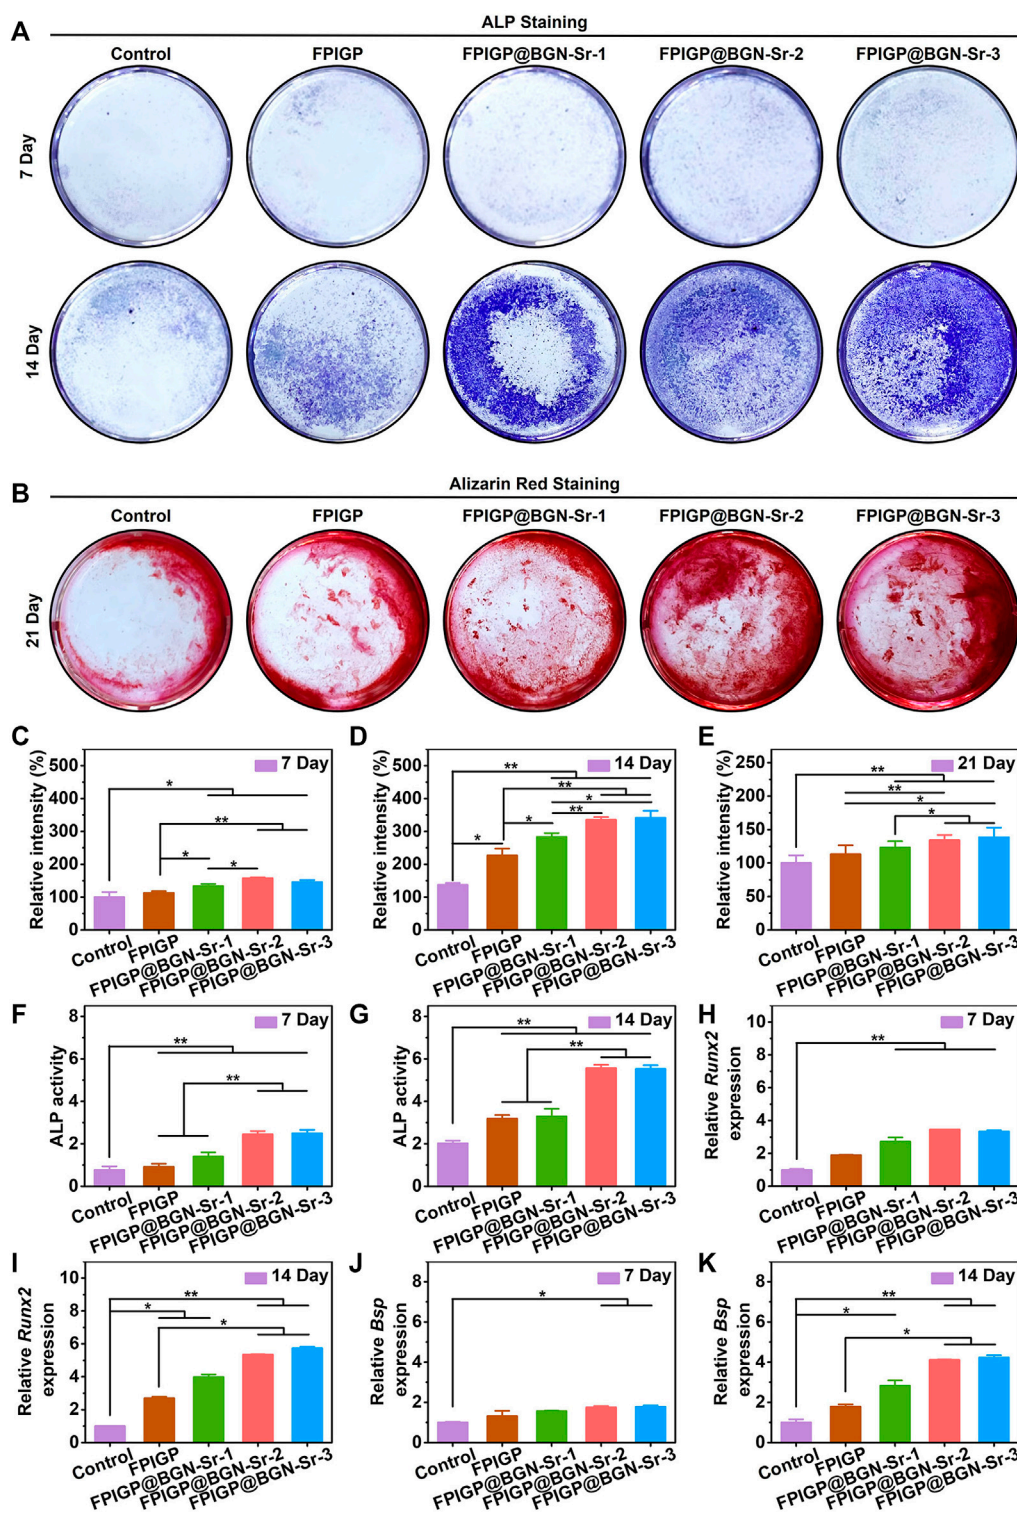 A
ALP Staining
Control FPIGP FPIGP@BGN-Sr-1 FPIGP@BGN-Sr-2 FPIGP@BGN-Sr-3
7 Day
14 Day
B
Alizarin Red Staining
Control FPIGP FPIGP@BGN-Sr-1 FPIGP@BGN-Sr-2 FPIGP@BGN-Sr-3
21 Day
C
Relative intensity (%)
500
400
300
200
100
0
7 Day
*
**
*
*
Control FPIGP FPIGP@BGN-Sr-1 FPIGP@BGN-Sr-2 FPIGP@BGN-Sr-3
D
Relative intensity (%)
500
400
300
200
100
0
14 Day
**
**
*
**
*
*
Control FPIGP FPIGP@BGN-Sr-1 FPIGP@BGN-Sr-2 FPIGP@BGN-Sr-3
E
Relative intensity (%)
250
200
150
100
50
0
21 Day
**
**
*
*
Control FPIGP FPIGP@BGN-Sr-1 FPIGP@BGN-Sr-2 FPIGP@BGN-Sr-3
F
ALP activity
8
6
4
2
0
7 Day
**
**
Control FPIGP FPIGP@BGN-Sr-1 FPIGP@BGN-Sr-2 FPIGP@BGN-Sr-3
G
ALP activity
8
6
4
2
0
14 Day
**
**
Control FPIGP FPIGP@BGN-Sr-1 FPIGP@BGN-Sr-2 FPIGP@BGN-Sr-3
H
Relative Runx2
expression
10
8
6
4
2
0
7 Day
**
Control FPIGP FPIGP@BGN-Sr-1 FPIGP@BGN-Sr-2 FPIGP@BGN-Sr-3
I
Relative Runx2
expression
10
8
6
4
2
0
14 Day
**
*
*
Control FPIGP FPIGP@BGN-Sr-1 FPIGP@BGN-Sr-2 FPIGP@BGN-Sr-3
J
Relative Bsp
expression
8
6
4
2
0
7 Day
*
Control FPIGP FPIGP@BGN-Sr-1 FPIGP@BGN-Sr-2 FPIGP@BGN-Sr-3
K
Relative Bsp
expression
8
6
4
2
0
14 Day
**
*
*
Control FPIGP FPIGP@BGN-Sr-1 FPIGP@BGN-Sr-2 FPIGP@BGN-Sr-3